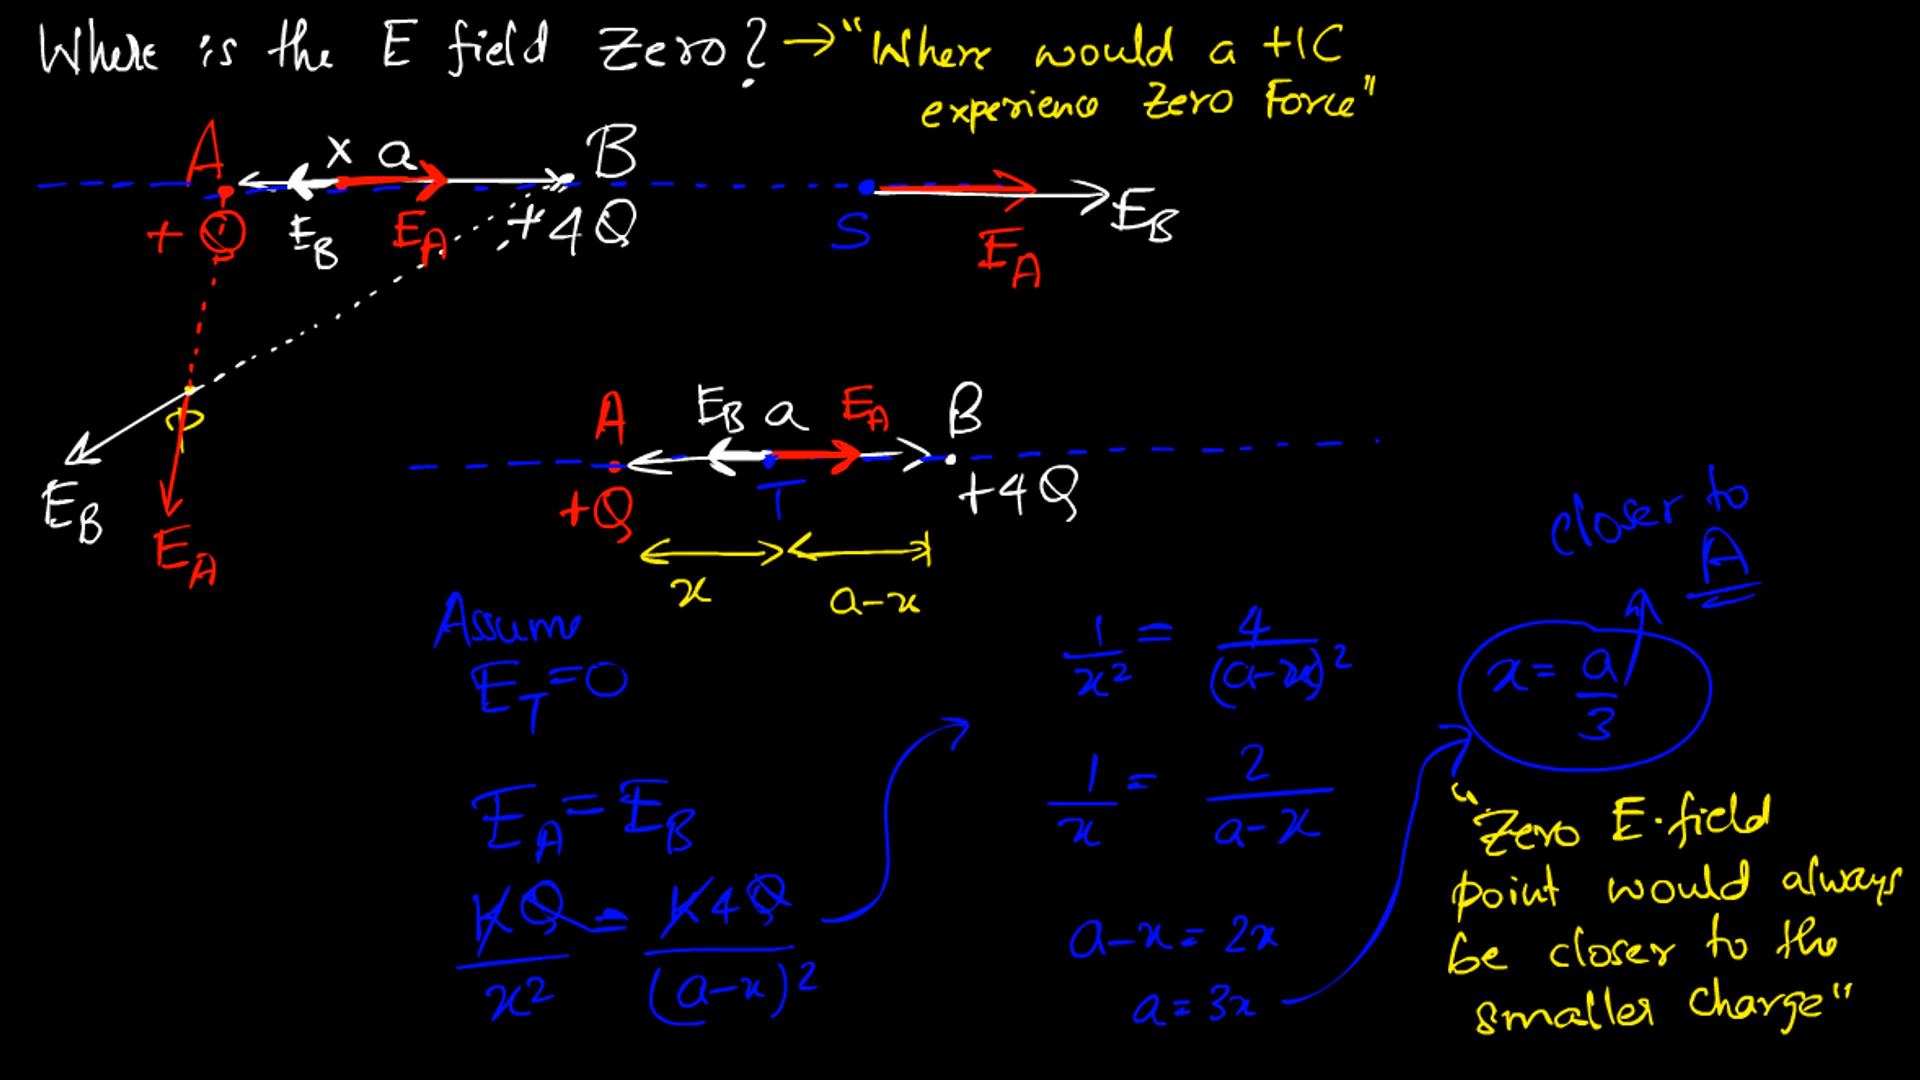 Where is the E field Zero? → "Where would a +1C
experience Zero Force"
A x a B
+ Q E_B E_A +4Q S E_A E_B
P
E_B E_A
A E_B a E_A B
+Q T +4Q
x a-x
closer to
A
Assume
E_T = 0
E_A = E_B
KQ/x² = K4Q/(a-x)²
1/x² = 4/(a-x)²
1/x = 2/(a-x)
a-x = 2x
a = 3x
x = a/3
"Zero E.field
point would always
be closer to the
smaller charge"